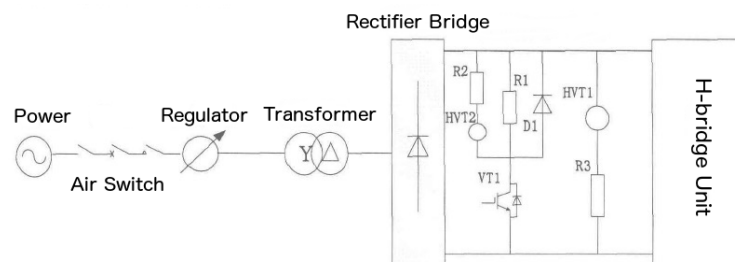 Rectifier Bridge
Power
Regulator
Transformer
Air Switch
Y
Δ
R2
R1
HVT1
HVT2
D1
VT1
R3
H-bridge Unit